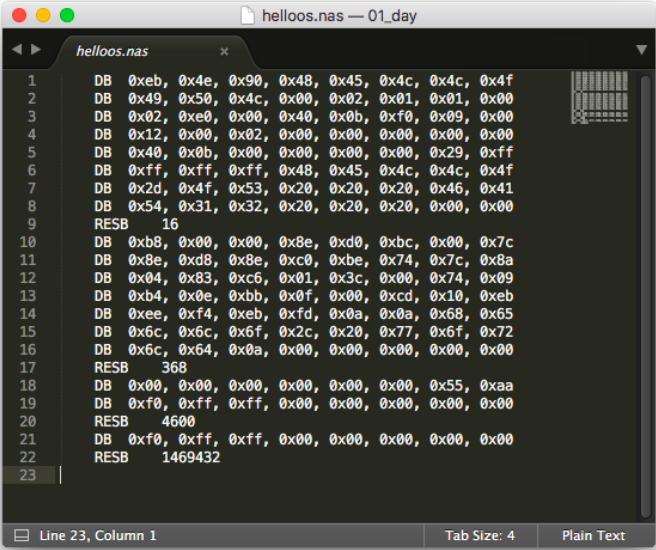 helloos.nas — 01_day
helloos.nas ×
1 DB 0xeb, 0x4e, 0x90, 0x48, 0x45, 0x4c, 0x4c, 0x4f
2 DB 0x49, 0x50, 0x4c, 0x00, 0x02, 0x01, 0x01, 0x00
3 DB 0x02, 0xe0, 0x00, 0x40, 0x0b, 0xf0, 0x09, 0x00
4 DB 0x12, 0x00, 0x02, 0x00, 0x00, 0x00, 0x00, 0x00
5 DB 0x40, 0x0b, 0x00, 0x00, 0x00, 0x00, 0x29, 0xff
6 DB 0xff, 0xff, 0xff, 0x48, 0x45, 0x4c, 0x4c, 0x4f
7 DB 0x2d, 0x4f, 0x53, 0x20, 0x20, 0x20, 0x46, 0x41
8 DB 0x54, 0x31, 0x32, 0x20, 0x20, 0x20, 0x00, 0x00
9 RESB 16
10 DB 0xb8, 0x00, 0x00, 0x8e, 0xd0, 0xbc, 0x00, 0x7c
11 DB 0x8e, 0xd8, 0x8e, 0xc0, 0xbe, 0x74, 0x7c, 0x8a
12 DB 0x04, 0x83, 0xc6, 0x01, 0x3c, 0x00, 0x74, 0x09
13 DB 0xb4, 0x0e, 0xbb, 0x0f, 0x00, 0xcd, 0x10, 0xeb
14 DB 0xee, 0xf4, 0xeb, 0xfd, 0x0a, 0x0a, 0x68, 0x65
15 DB 0x6c, 0x6c, 0x6f, 0x2c, 0x20, 0x77, 0x6f, 0x72
16 DB 0x6c, 0x64, 0x0a, 0x00, 0x00, 0x00, 0x00, 0x00
17 RESB 368
18 DB 0x00, 0x00, 0x00, 0x00, 0x00, 0x00, 0x55, 0xaa
19 DB 0xf0, 0xff, 0xff, 0x00, 0x00, 0x00, 0x00, 0x00
20 RESB 4600
21 DB 0xf0, 0xff, 0xff, 0x00, 0x00, 0x00, 0x00, 0x00
22 RESB 1469432
23
Line 23, Column 1 Tab Size: 4 Plain Text